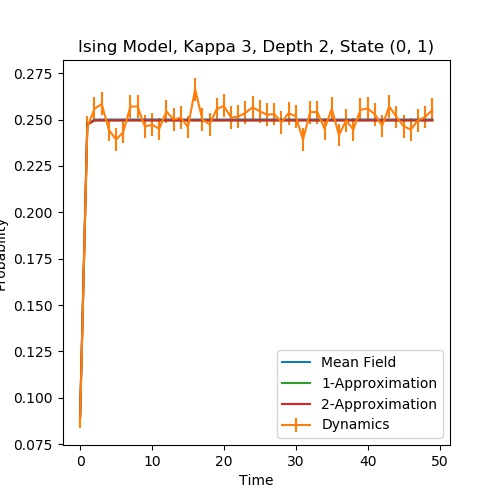 Ising Model, Kappa 3, Depth 2, State (0, 1)
0.275
0.250
0.225
0.200
0.175
0.150
0.125
0.100
0.075
Probability
Mean Field
1-Approximation
2-Approximation
Dynamics
0 10 20 30 40 50
Time